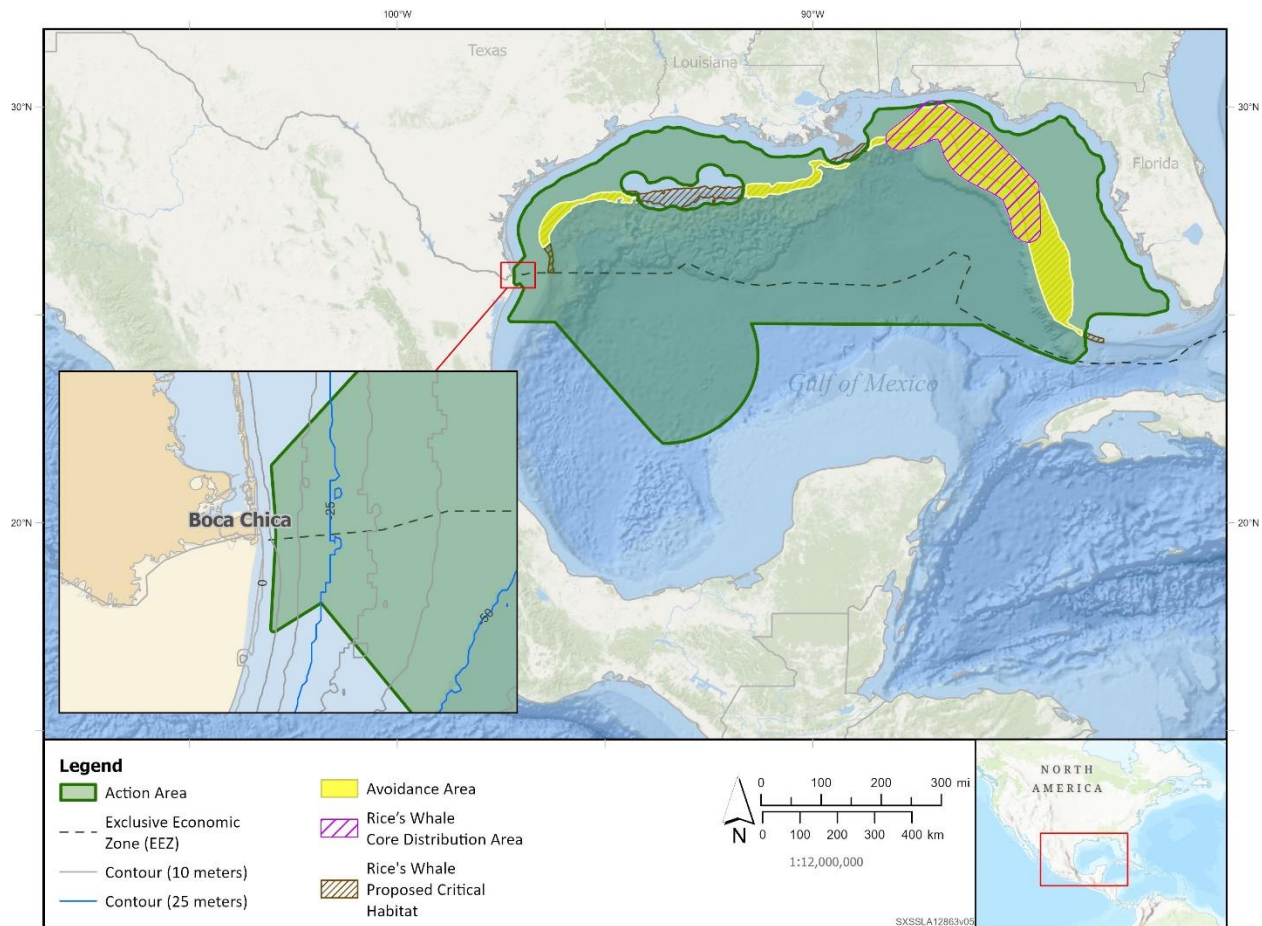 100°W
90°W
Texas
Louisiana
30°N
30°N
Florida
Gulf of Mexico
20°N
20°N
Boca Chica
0
-25
-50
Legend
Action Area
Exclusive Economic
Zone (EEZ)
Contour (10 meters)
Contour (25 meters)
Avoidance Area
Rice's Whale
Core Distribution Area
Rice's Whale
Proposed Critical
Habitat
0 100 200 300 mi
0 100 200 300 400 km
N
1:12,000,000
SXSSLA12863v05
NORTH
AMERICA